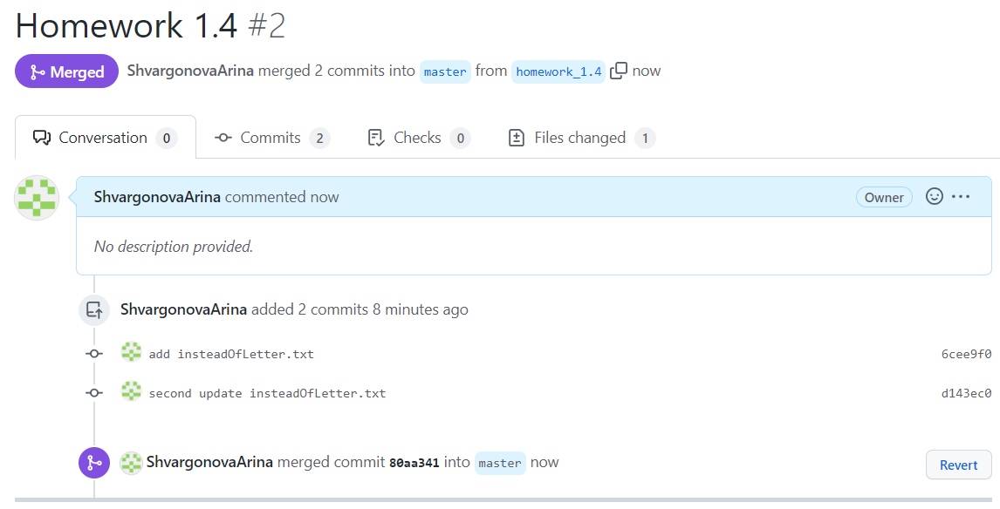 Homework 1.4 #2
Merged ShvargonovaArina merged 2 commits into master from homework_1.4 now
Conversation 0 Commits 2 Checks 0 Files changed 1
ShvargonovaArina commented now Owner
No description provided.
ShvargonovaArina added 2 commits 8 minutes ago
add insteadOfLetter.txt 6cee9f0
second update insteadOfLetter.txt d143ec0
ShvargonovaArina merged commit 80aa341 into master now Revert